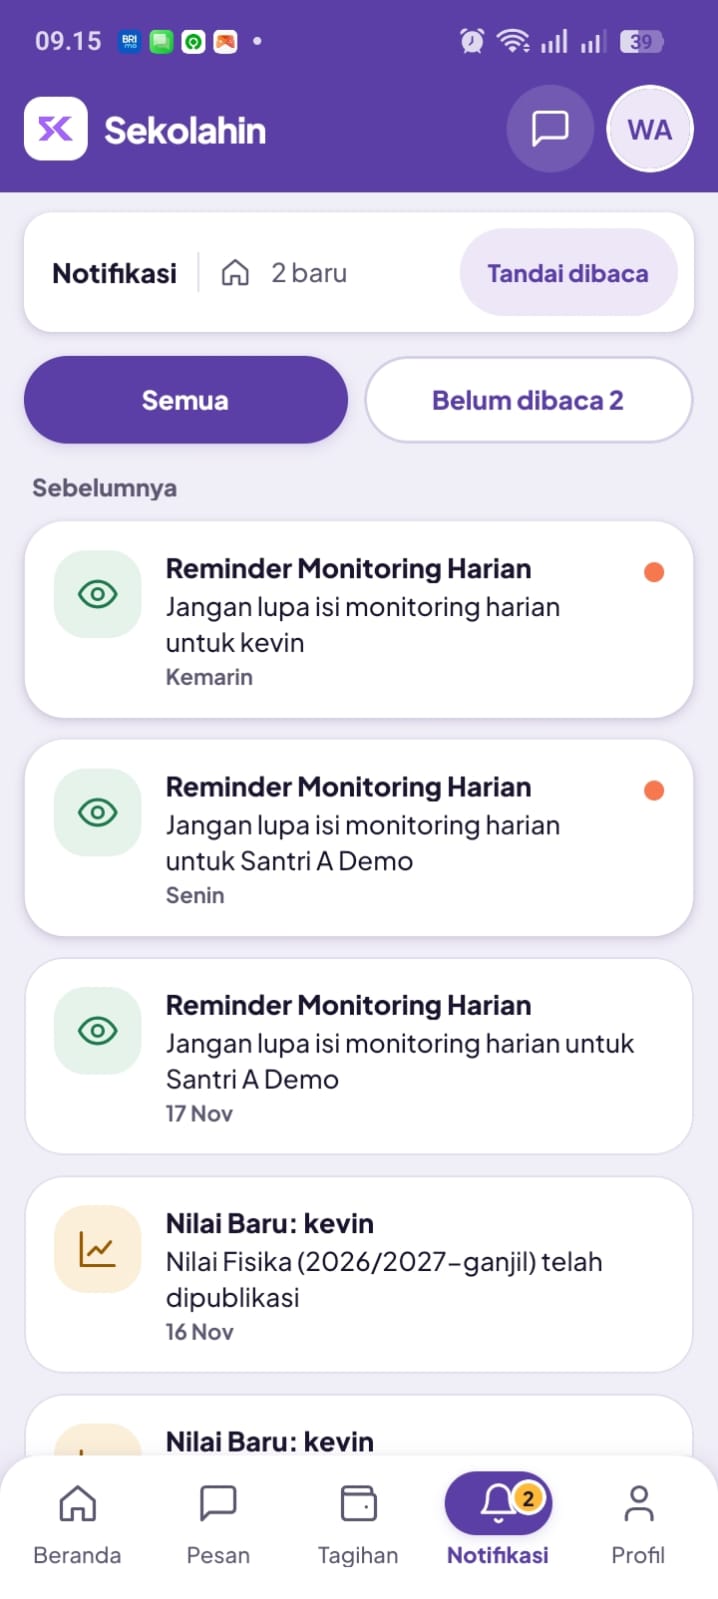 09.15
BRI
mo
39
Sekolahin
WA
Notifikasi
2 baru
Tandai dibaca
Semua
Belum dibaca 2
Sebelumnya
Reminder Monitoring Harian
Jangan lupa isi monitoring harian
untuk kevin
Kemarin
Reminder Monitoring Harian
Jangan lupa isi monitoring harian
untuk Santri A Demo
Senin
Reminder Monitoring Harian
Jangan lupa isi monitoring harian untuk
Santri A Demo
17 Nov
Nilai Baru: kevin
Nilai Fisika (2026/2027-ganjil) telah
dipublikasi
16 Nov
Nilai Baru: kevin
2
Beranda
Pesan
Tagihan
Notifikasi
Profil